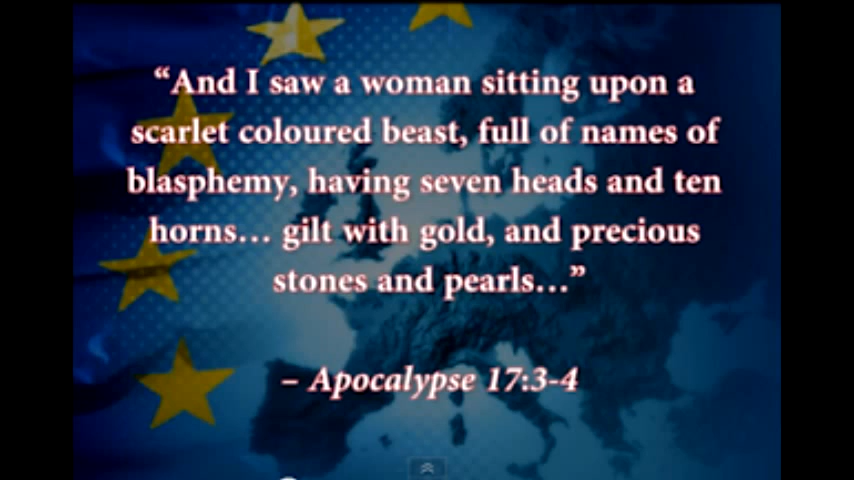 “And I saw a woman sitting upon a
scarlet coloured beast, full of names of
blasphemy, having seven heads and ten
horns… gilt with gold, and precious
stones and pearls…”
– Apocalypse 17:3-4